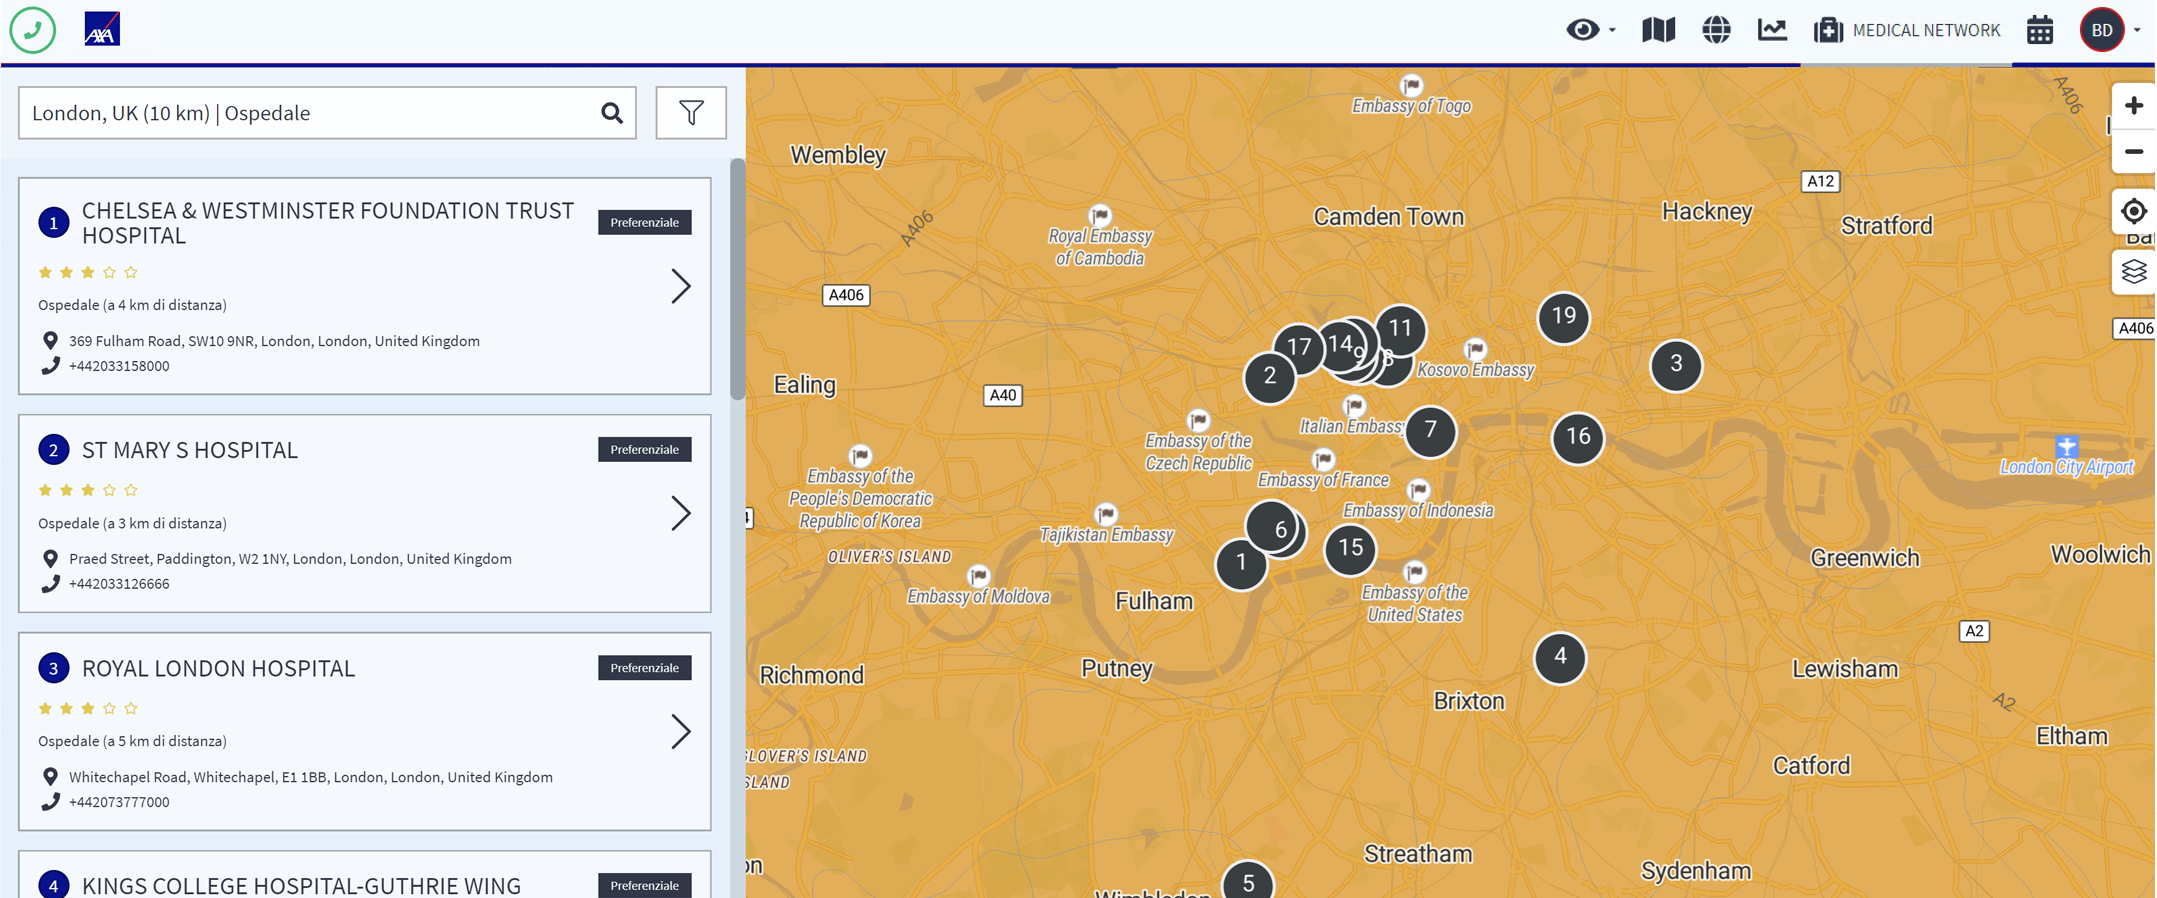 AXA
MEDICAL NETWORK
BD
London, UK (10 km) | Ospedale
1
CHELSEA & WESTMINSTER FOUNDATION TRUST
HOSPITAL
Preferenziale
Ospedale (a 4 km di distanza)
369 Fulham Road, SW10 9NR, London, London, United Kingdom
+442033158000
2
ST MARY S HOSPITAL
Preferenziale
Ospedale (a 3 km di distanza)
Praed Street, Paddington, W2 1NY, London, London, United Kingdom
+442033126666
3
ROYAL LONDON HOSPITAL
Preferenziale
Ospedale (a 5 km di distanza)
Whitechapel Road, Whitechapel, E1 1BB, London, London, United Kingdom
+442073777000
4
KINGS COLLEGE HOSPITAL-GUTHRIE WING
Preferenziale
Embassy of Togo
A406
Wembley
A12
Camden Town
Hackney
Stratford
A406
Royal Embassy
of Cambodia
A406
A406
19
11
17
14
9
8
2
3
Kosovo Embassy
Ealing
A40
Italian Embassy
7
16
Embassy of the
Czech Republic
London City Airport
Embassy of France
Embassy of the
People's Democratic
Republic of Korea
Embassy of Indonesia
Tajikistan Embassy
6
15
1
OLIVER'S ISLAND
Greenwich
Woolwich
Embassy of Moldova
Fulham
Embassy of the
United States
A2
4
Richmond
Putney
Lewisham
Brixton
A2
Eltham
GLOVER'S ISLAND
Catford
ISLAND
Streatham
Sydenham
5
Wimbledon